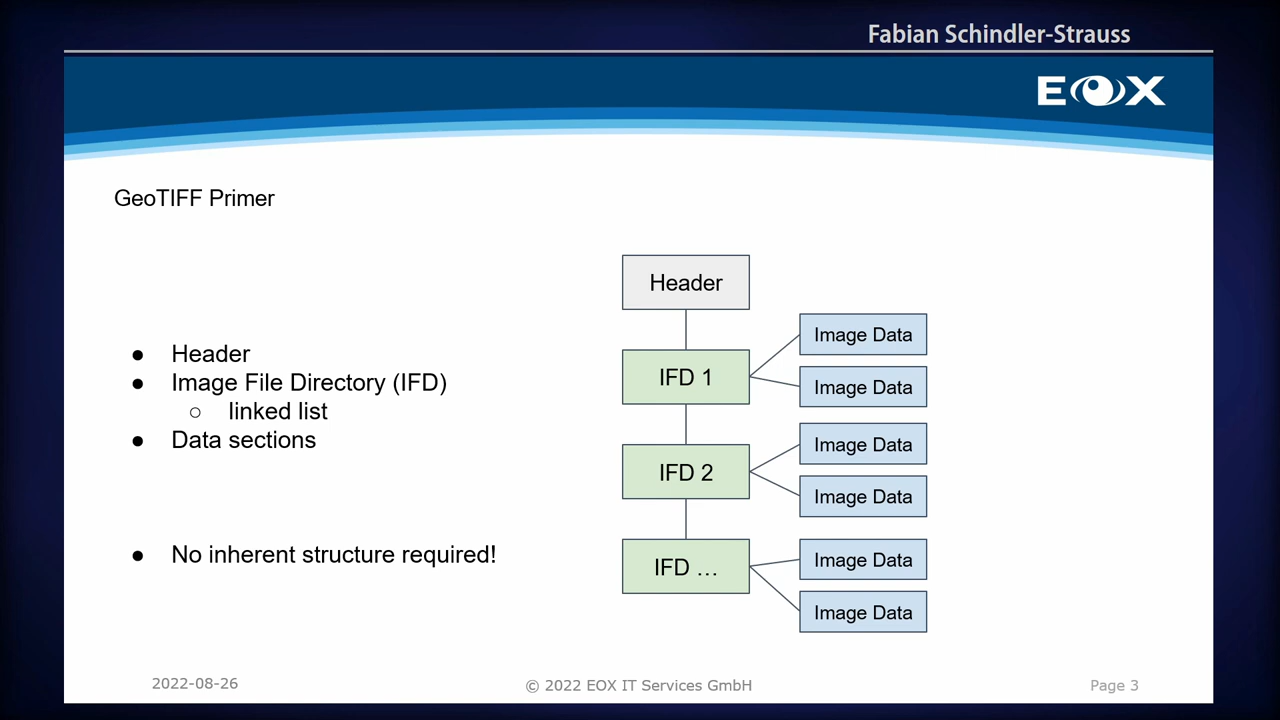 Fabian Schindler-Strauss
EOX
GeoTIFF Primer
● Header
● Image File Directory (IFD)
○ linked list
● Data sections
● No inherent structure required!
Header
IFD 1
Image Data
Image Data
IFD 2
Image Data
Image Data
IFD …
Image Data
Image Data
2022-08-26
© 2022 EOX IT Services GmbH
Page 3